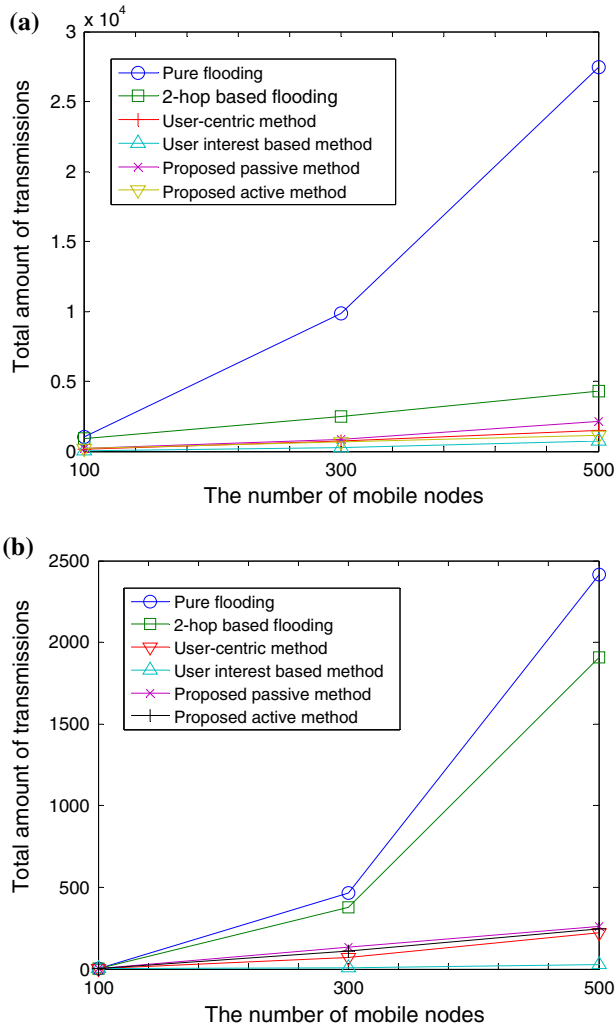 (a)
x 10⁴
3
2.5
2
1.5
1
0.5
0
Total amount of transmissions
Pure flooding
2-hop based flooding
User-centric method
User interest based method
Proposed passive method
Proposed active method
100
300
500
The number of mobile nodes
(b)
2500
2000
1500
1000
500
0
Total amount of transmissions
Pure flooding
2-hop based flooding
User-centric method
User interest based method
Proposed passive method
Proposed active method
100
300
500
The number of mobile nodes